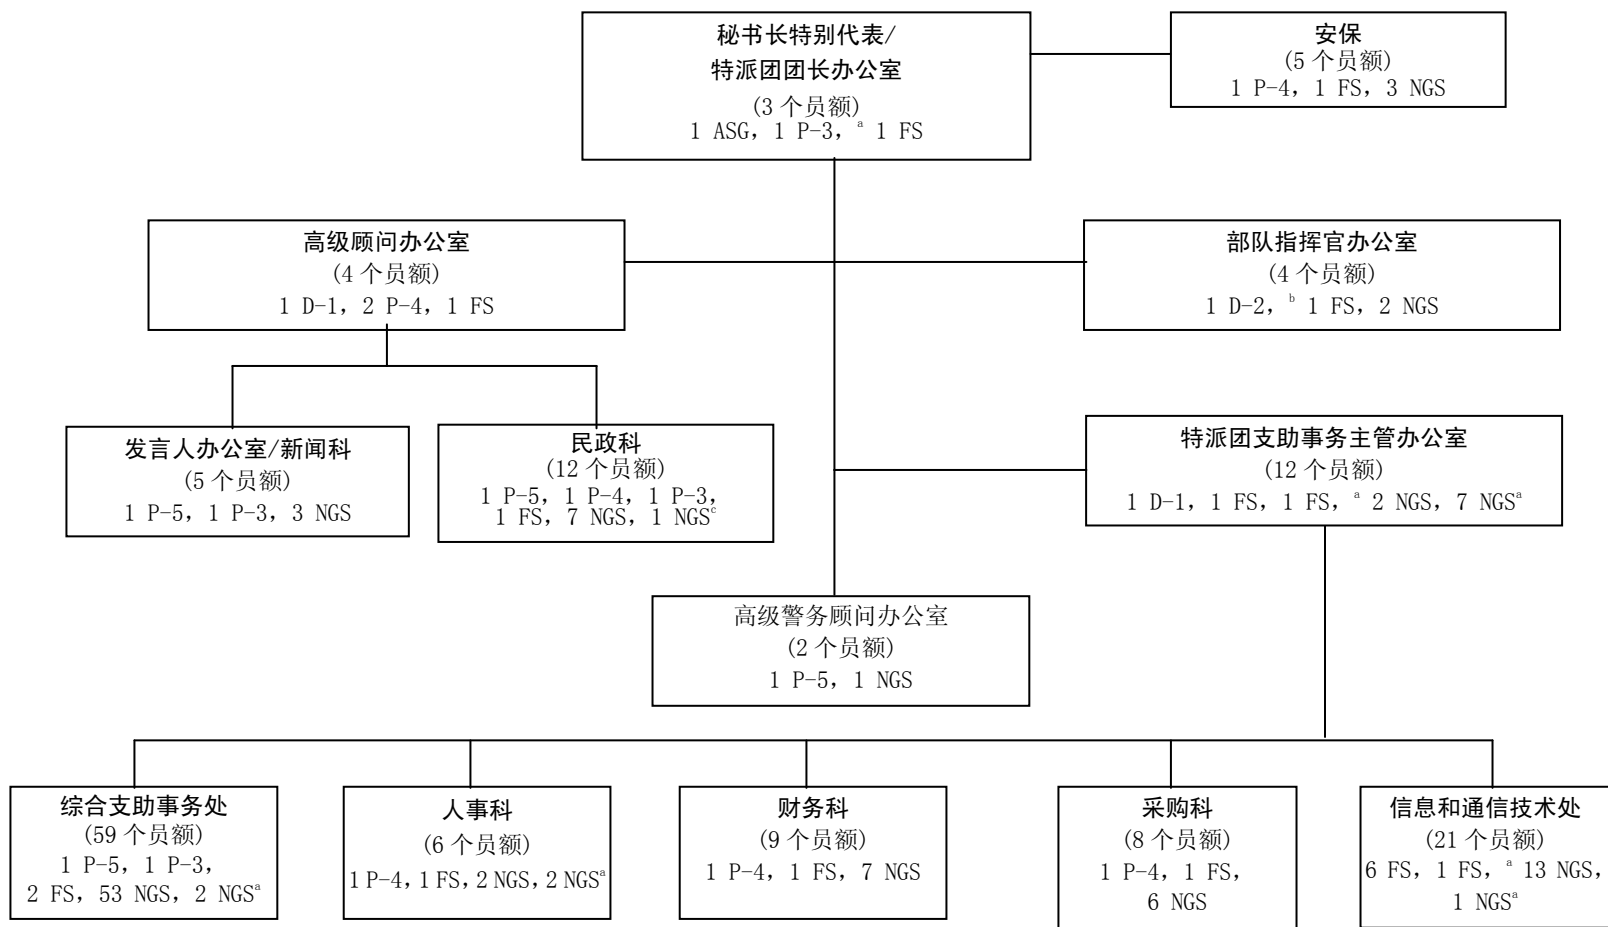 秘书长特别代表/
特派团团长办公室
(3 个员额)
1 ASG, 1 P-3, ᵃ 1 FS
安保
(5 个员额)
1 P-4, 1 FS, 3 NGS
高级顾问办公室
(4 个员额)
1 D-1, 2 P-4, 1 FS
部队指挥官办公室
(4 个员额)
1 D-2, ᵇ 1 FS, 2 NGS
发言人办公室/新闻科
(5 个员额)
1 P-5, 1 P-3, 3 NGS
民政科
(12 个员额)
1 P-5, 1 P-4, 1 P-3,
1 FS, 7 NGS, 1 NGSᶜ
特派团支助事务主管办公室
(12 个员额)
1 D-1, 1 FS, 1 FS, ᵃ 2 NGS, 7 NGSᵃ
高级警务顾问办公室
(2 个员额)
1 P-5, 1 NGS
综合支助事务处
(59 个员额)
1 P-5, 1 P-3,
2 FS, 53 NGS, 2 NGSᵃ
人事科
(6 个员额)
1 P-4, 1 FS, 2 NGS, 2 NGSᵃ
财务科
(9 个员额)
1 P-4, 1 FS, 7 NGS
采购科
(8 个员额)
1 P-4, 1 FS,
6 NGS
信息和通信技术处
(21 个员额)
6 FS, 1 FS, ᵃ 13 NGS,
1 NGSᵃ